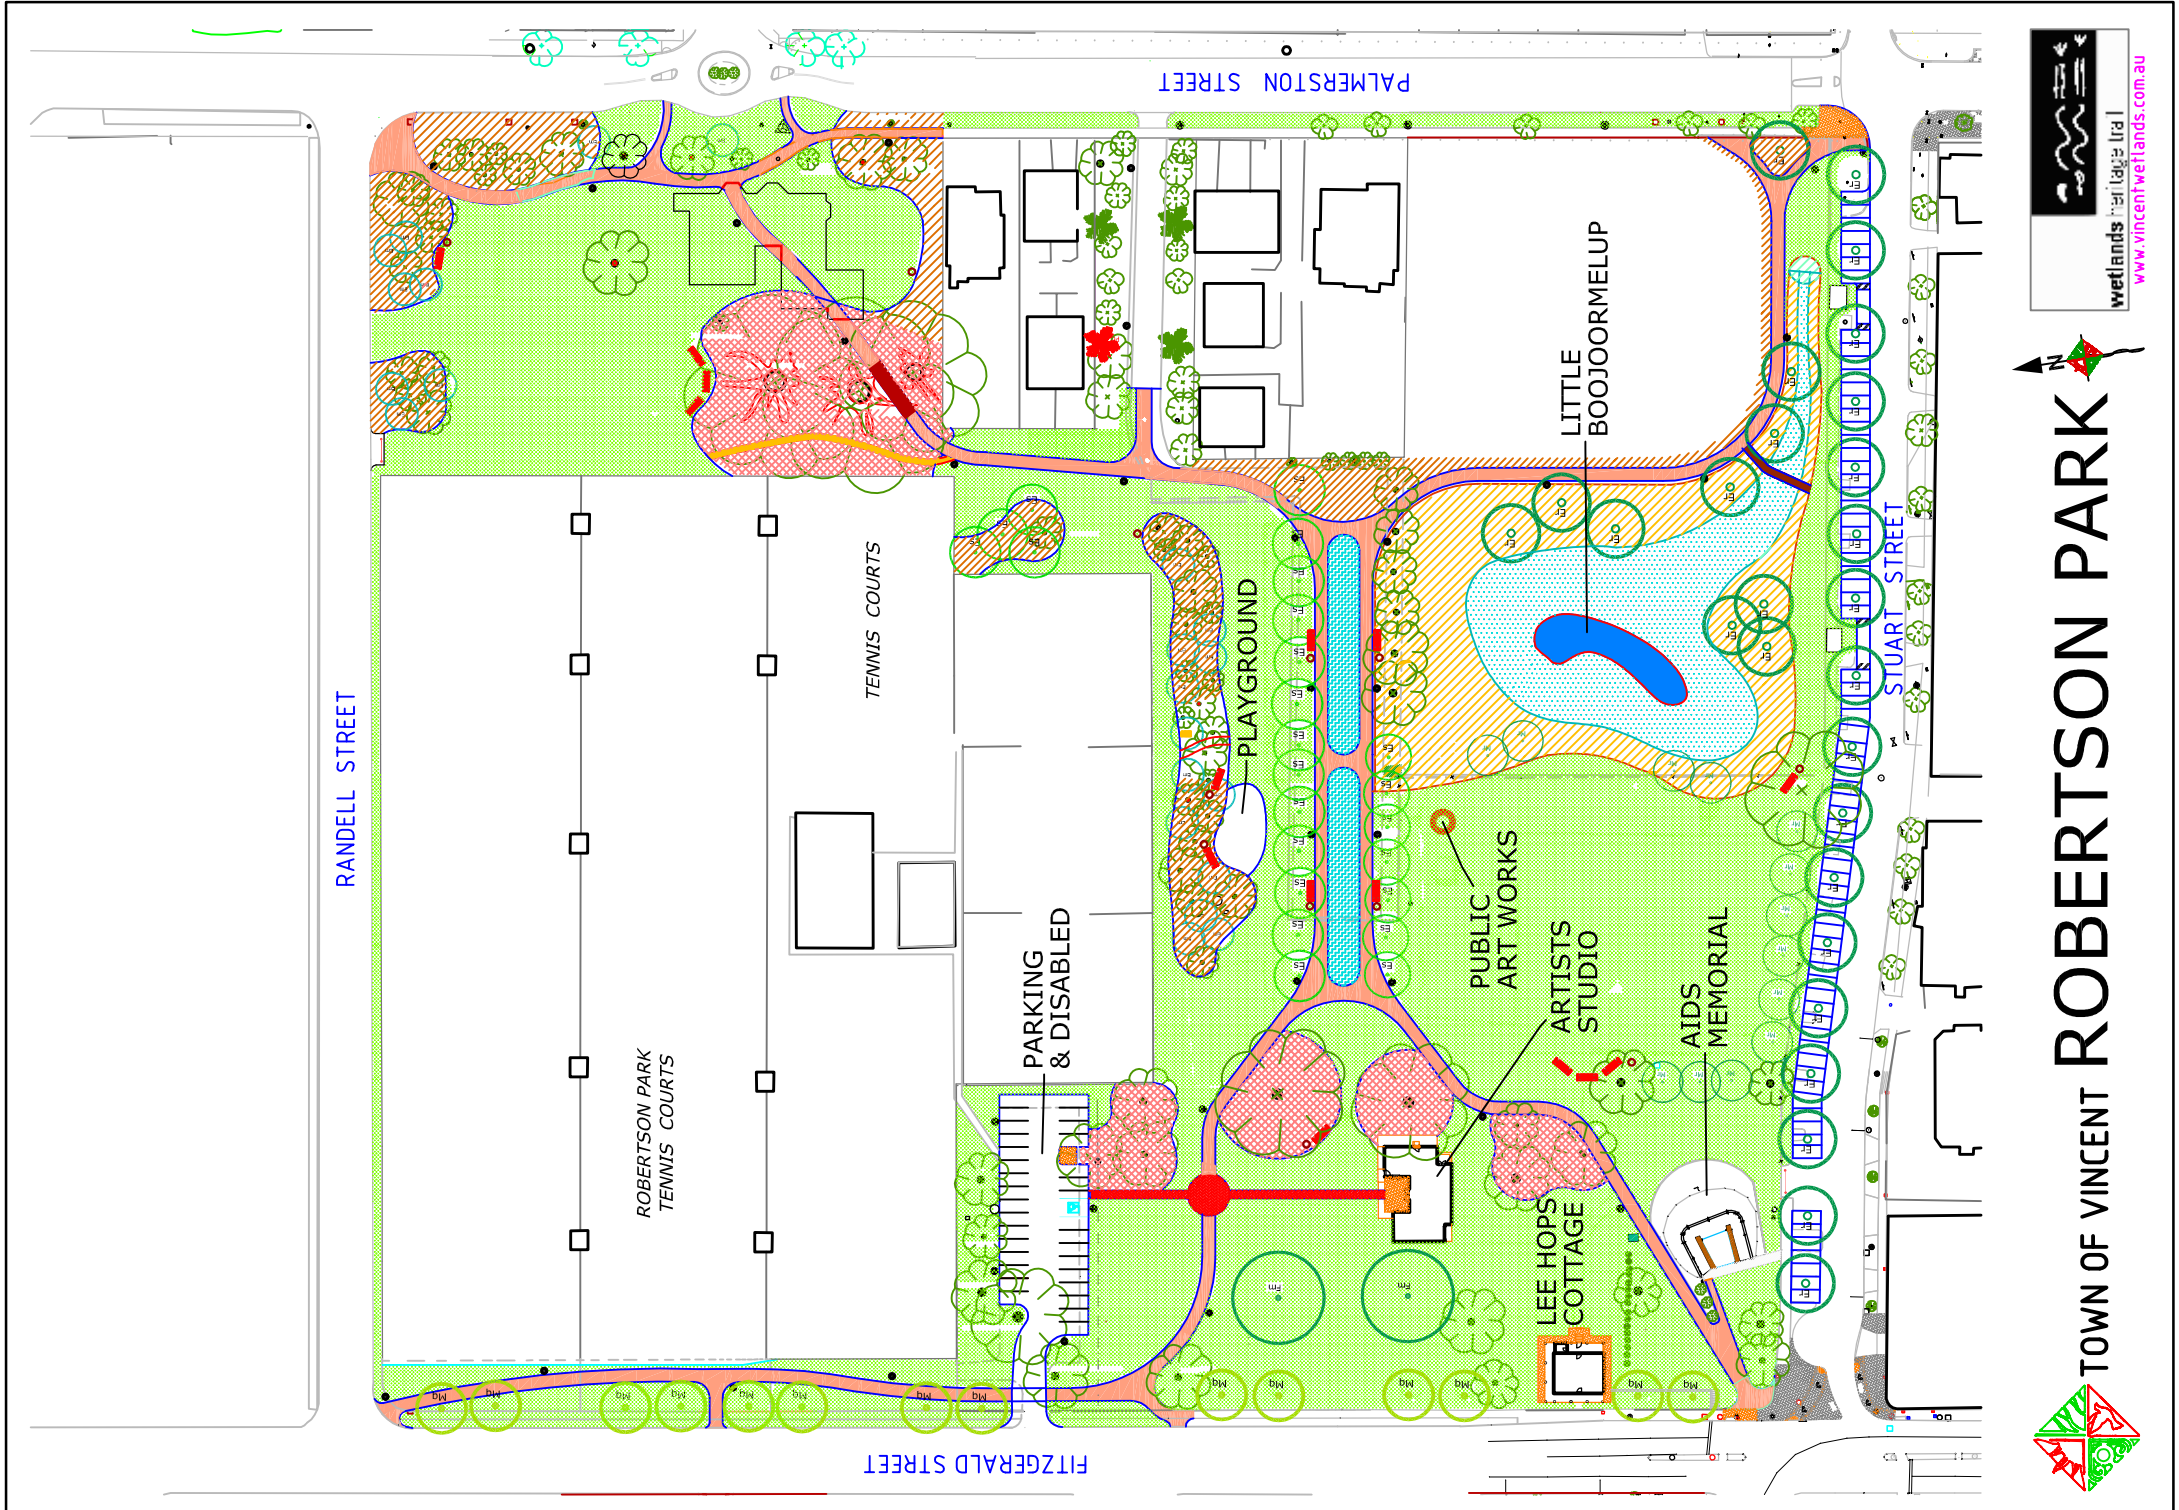 PALMERSTON STREET
RANDELL STREET
STUART STREET
FITZGERALD STREET
TENNIS COURTS
ROBERTSON PARK
TENNIS COURTS
PARKING
& DISABLED
PLAYGROUND
LITTLE
BOOJOORMELUP
PUBLIC
ART WORKS
ARTISTS
STUDIO
AIDS
MEMORIAL
LEE HOPS
COTTAGE
TOWN OF VINCENT ROBERTSON PARK
N
wetlands heritage trail
www.vincentwetlands.com.au